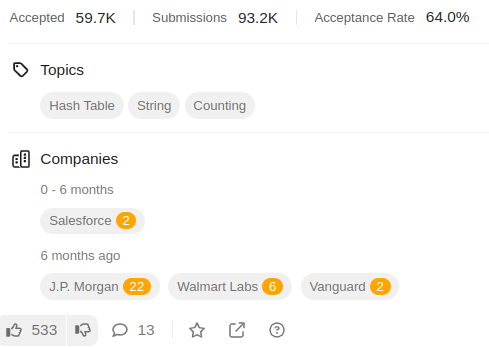 Accepted 59.7K Submissions 93.2K Acceptance Rate 64.0%
Topics
Hash Table String Counting
Companies
0 - 6 months
Salesforce 2
6 months ago
J.P. Morgan 22 Walmart Labs 6 Vanguard 2
533 13